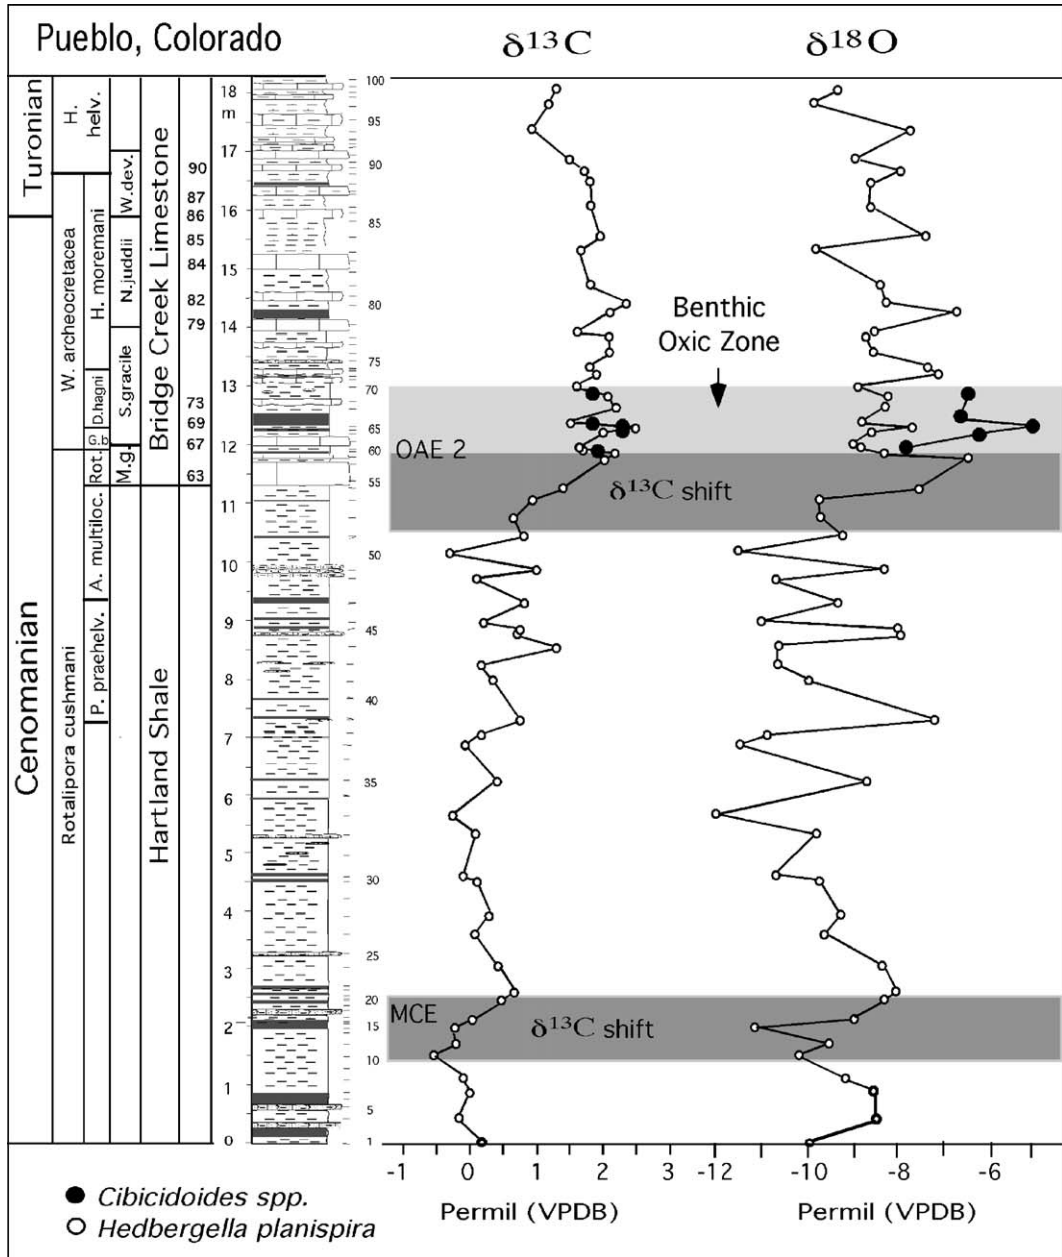 Pueblo, Colorado
δ13C
δ18O
Turonian
Cenomanian
H. helv.
W. archeocretacea
Rotalipora cushmani
H. moremani
D.hagni
G.b
Rot.
A. multiloc.
P. praehelv.
W.dev.
N.juddii
S.gracile
M.g.
Bridge Creek Limestone
Hartland Shale
90
87
86
85
84
82
79
73
69
67
63
18
m
17
16
15
14
13
12
11
10
9
8
7
6
5
4
3
2
1
0
100
95
90
85
80
75
70
65
60
55
50
45
40
35
30
25
20
15
10
5
1
Benthic
Oxic Zone
OAE 2
δ13C shift
MCE
δ13C shift
-1 0 1 2 3 -12 -10 -8 -6
Permil (VPDB) Permil (VPDB)
Cibicidoides spp.
Hedbergella planispira